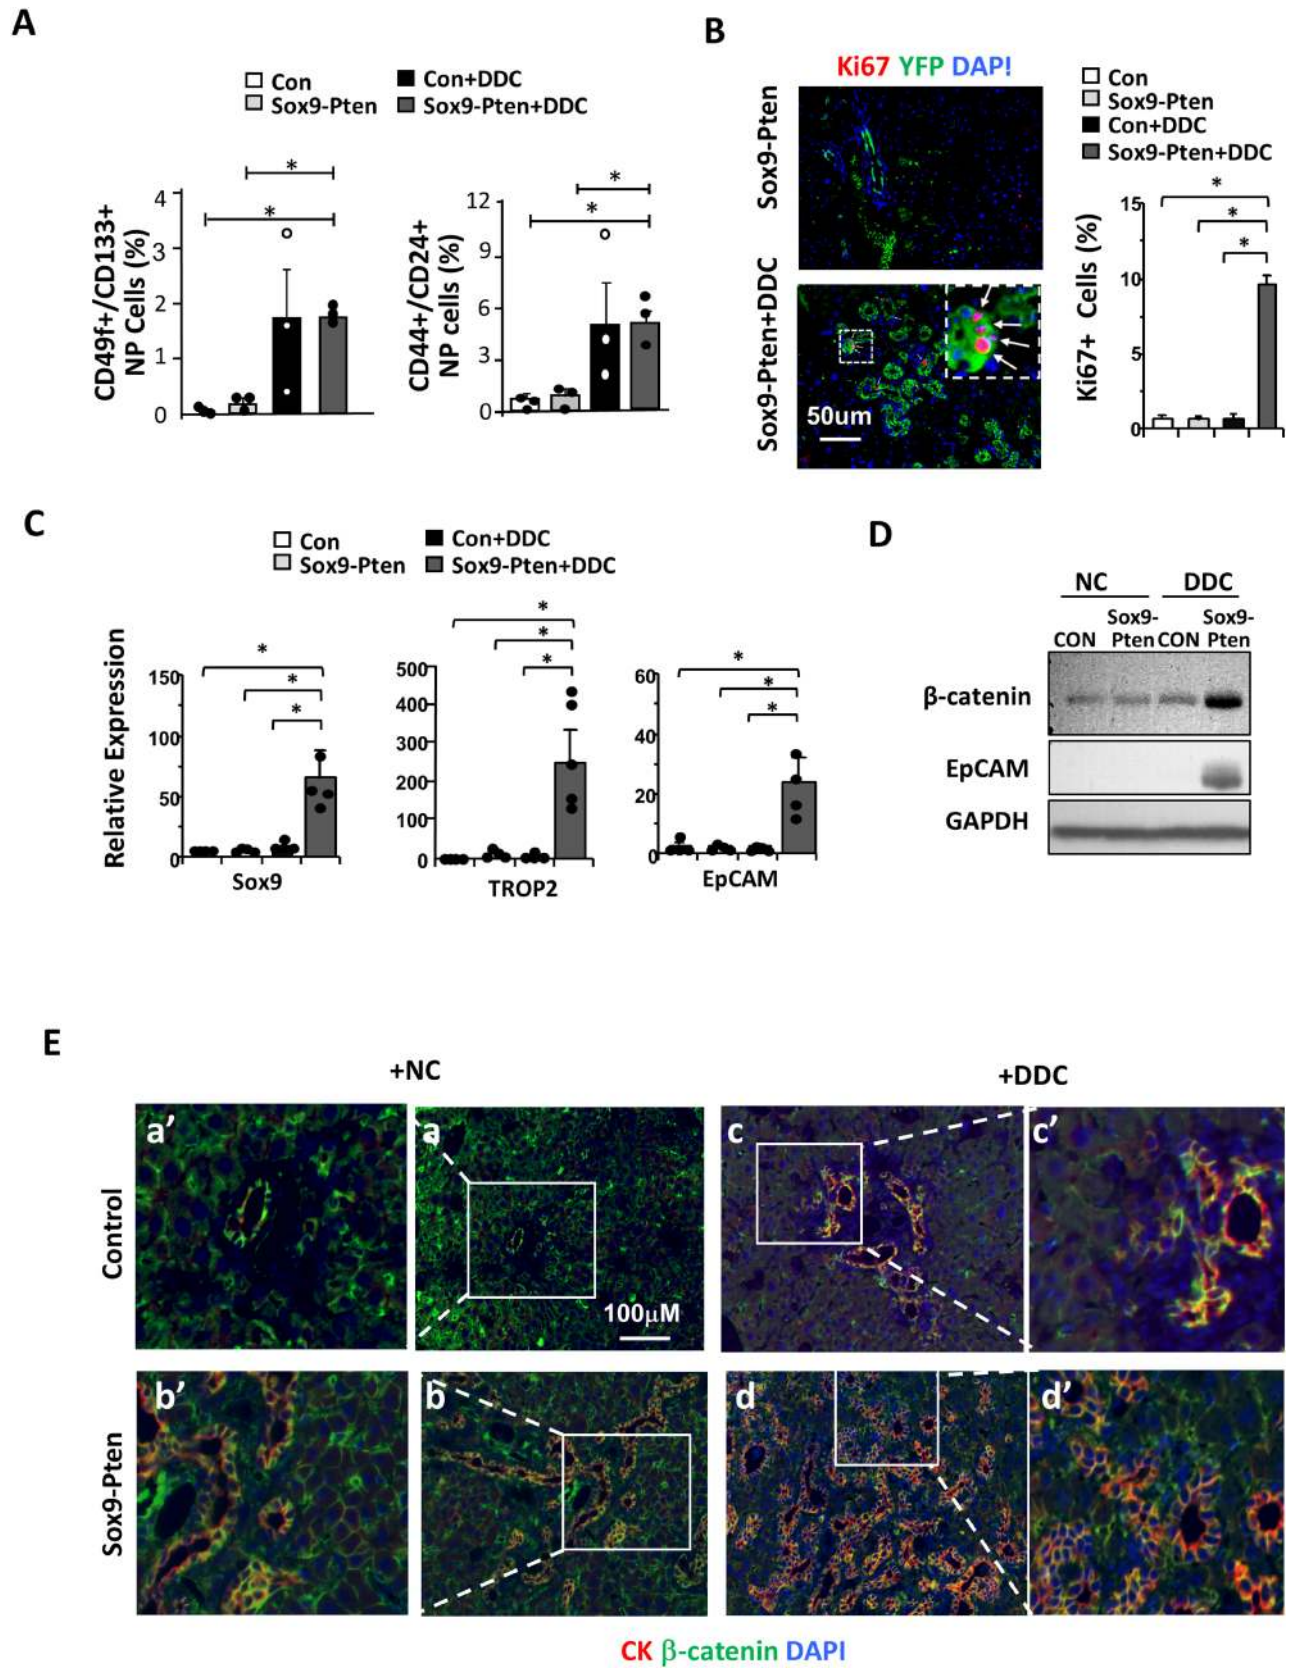 A
Con
Con+DDC
Sox9-Pten
Sox9-Pten+DDC
*
*
4
3
2
1
0
CD49f+/CD133+
NP Cells (%)
*
*
12
9
6
3
0
CD44+/CD24+
NP cells (%)
B
Ki67 YFP DAP!
Sox9-Pten
Sox9-Pten+DDC
50um
Con
Sox9-Pten
Con+DDC
Sox9-Pten+DDC
*
*
*
15
10
5
0
Ki67+ Cells (%)
C
Con
Con+DDC
Sox9-Pten
Sox9-Pten+DDC
Relative Expression
*
*
*
150
100
50
0
Sox9
*
*
*
500
400
300
200
100
0
TROP2
*
*
*
60
40
20
0
EpCAM
D
NC
DDC
Sox9-
Sox9-
CON
Pten
CON
Pten
β-catenin
EpCAM
GAPDH
E
+NC
+DDC
Control
a’
a
100μM
c
c’
Sox9-Pten
b’
b
d
d’
CK β-catenin DAPI